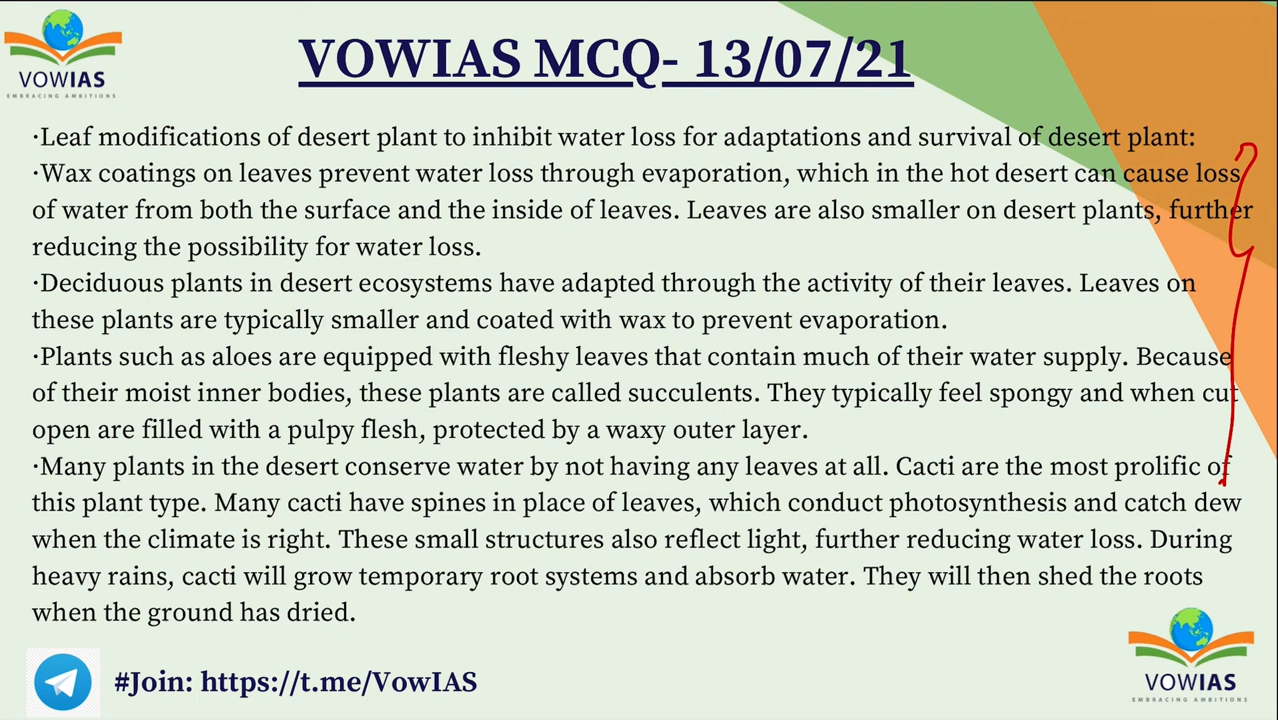 VOWIAS
EMBRACING AMBITIONS
VOWIAS MCQ- 13/07/21
·Leaf modifications of desert plant to inhibit water loss for adaptations and survival of desert plant:
·Wax coatings on leaves prevent water loss through evaporation, which in the hot desert can cause loss
of water from both the surface and the inside of leaves. Leaves are also smaller on desert plants, further
reducing the possibility for water loss.
·Deciduous plants in desert ecosystems have adapted through the activity of their leaves. Leaves on
these plants are typically smaller and coated with wax to prevent evaporation.
·Plants such as aloes are equipped with fleshy leaves that contain much of their water supply. Because
of their moist inner bodies, these plants are called succulents. They typically feel spongy and when cut
open are filled with a pulpy flesh, protected by a waxy outer layer.
·Many plants in the desert conserve water by not having any leaves at all. Cacti are the most prolific of
this plant type. Many cacti have spines in place of leaves, which conduct photosynthesis and catch dew
when the climate is right. These small structures also reflect light, further reducing water loss. During
heavy rains, cacti will grow temporary root systems and absorb water. They will then shed the roots
when the ground has dried.
#Join: https://t.me/VowIAS
VOWIAS
EMBRACING AMBITIONS